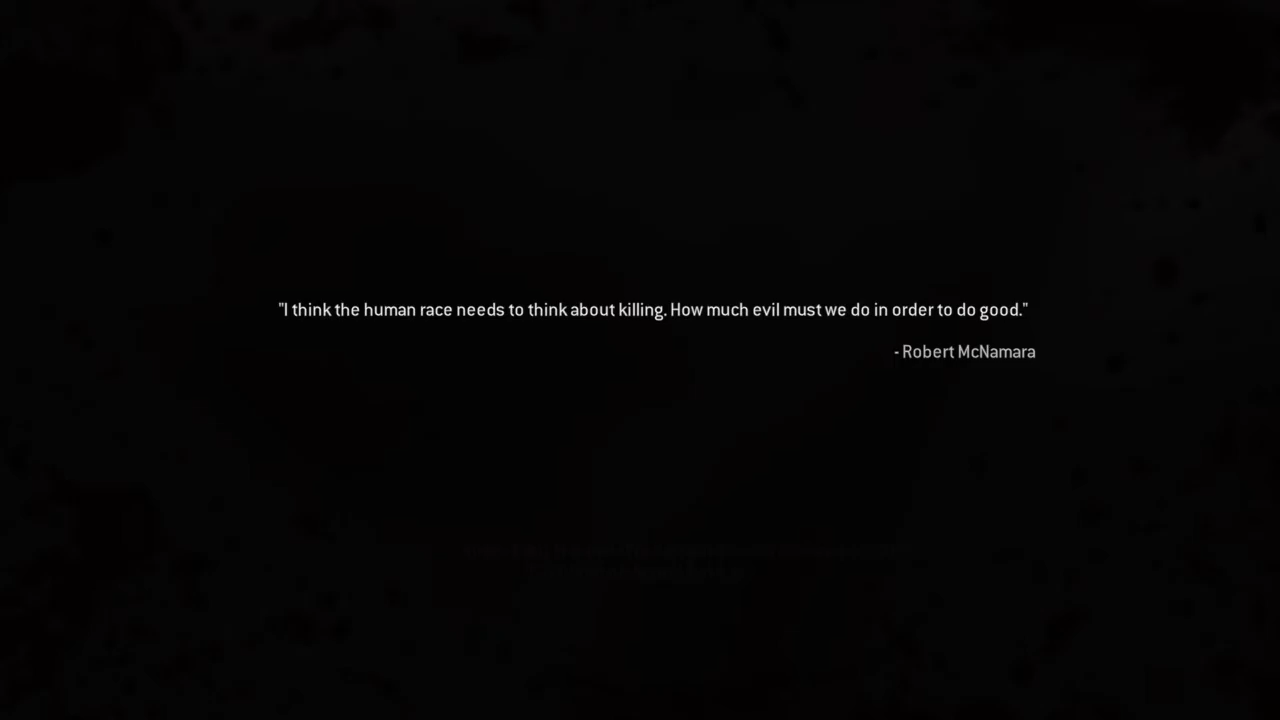 "I think the human race needs to think about killing. How much evil must we do in order to do good."
- Robert McNamara